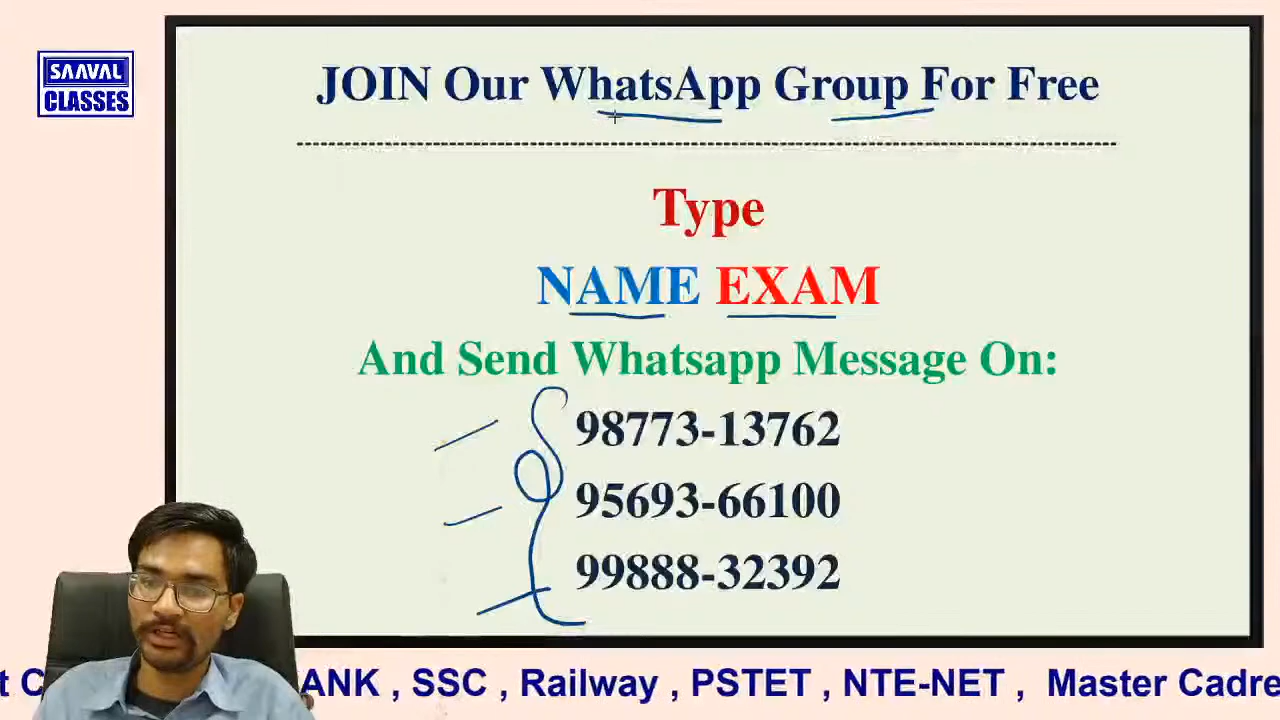 SAAVAL
CLASSES
JOIN Our WhatsApp Group For Free
Type
NAME EXAM
And Send Whatsapp Message On:
98773-13762
95693-66100
99888-32392
ANK , SSC , Railway , PSTET , NTE-NET , Master Cadre